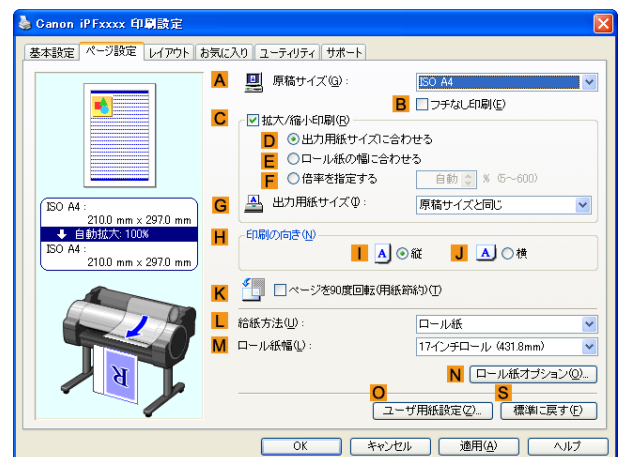 Canon iPFxxxx 印刷設定
基本設定 ページ設定 レイアウト お気に入り ユーティリティ サポート
A 原稿サイズ(G): ISO A4
B フチなし印刷(E)
C 拡大/縮小印刷(R)
D 出力用紙サイズに合わせる
E ロール紙の幅に合わせる
F 倍率を指定する 自動 % (5～600)
G 出力用紙サイズ(I): 原稿サイズと同じ
ISO A4 :
210.0 mm x 297.0 mm
自動拡大: 100%
ISO A4 :
210.0 mm x 297.0 mm
H 印刷の向き(N)
I A 縦 J A 横
K ページを90度回転(用紙節約)(T)
L 給紙方法(U): ロール紙
M ロール紙幅(L): 17インチロール (431.8mm)
N ロール紙オプション(O)...
O S
ユーザ用紙設定(Z)... 標準に戻す(F)
R
OK キャンセル 適用(A) ヘルプ